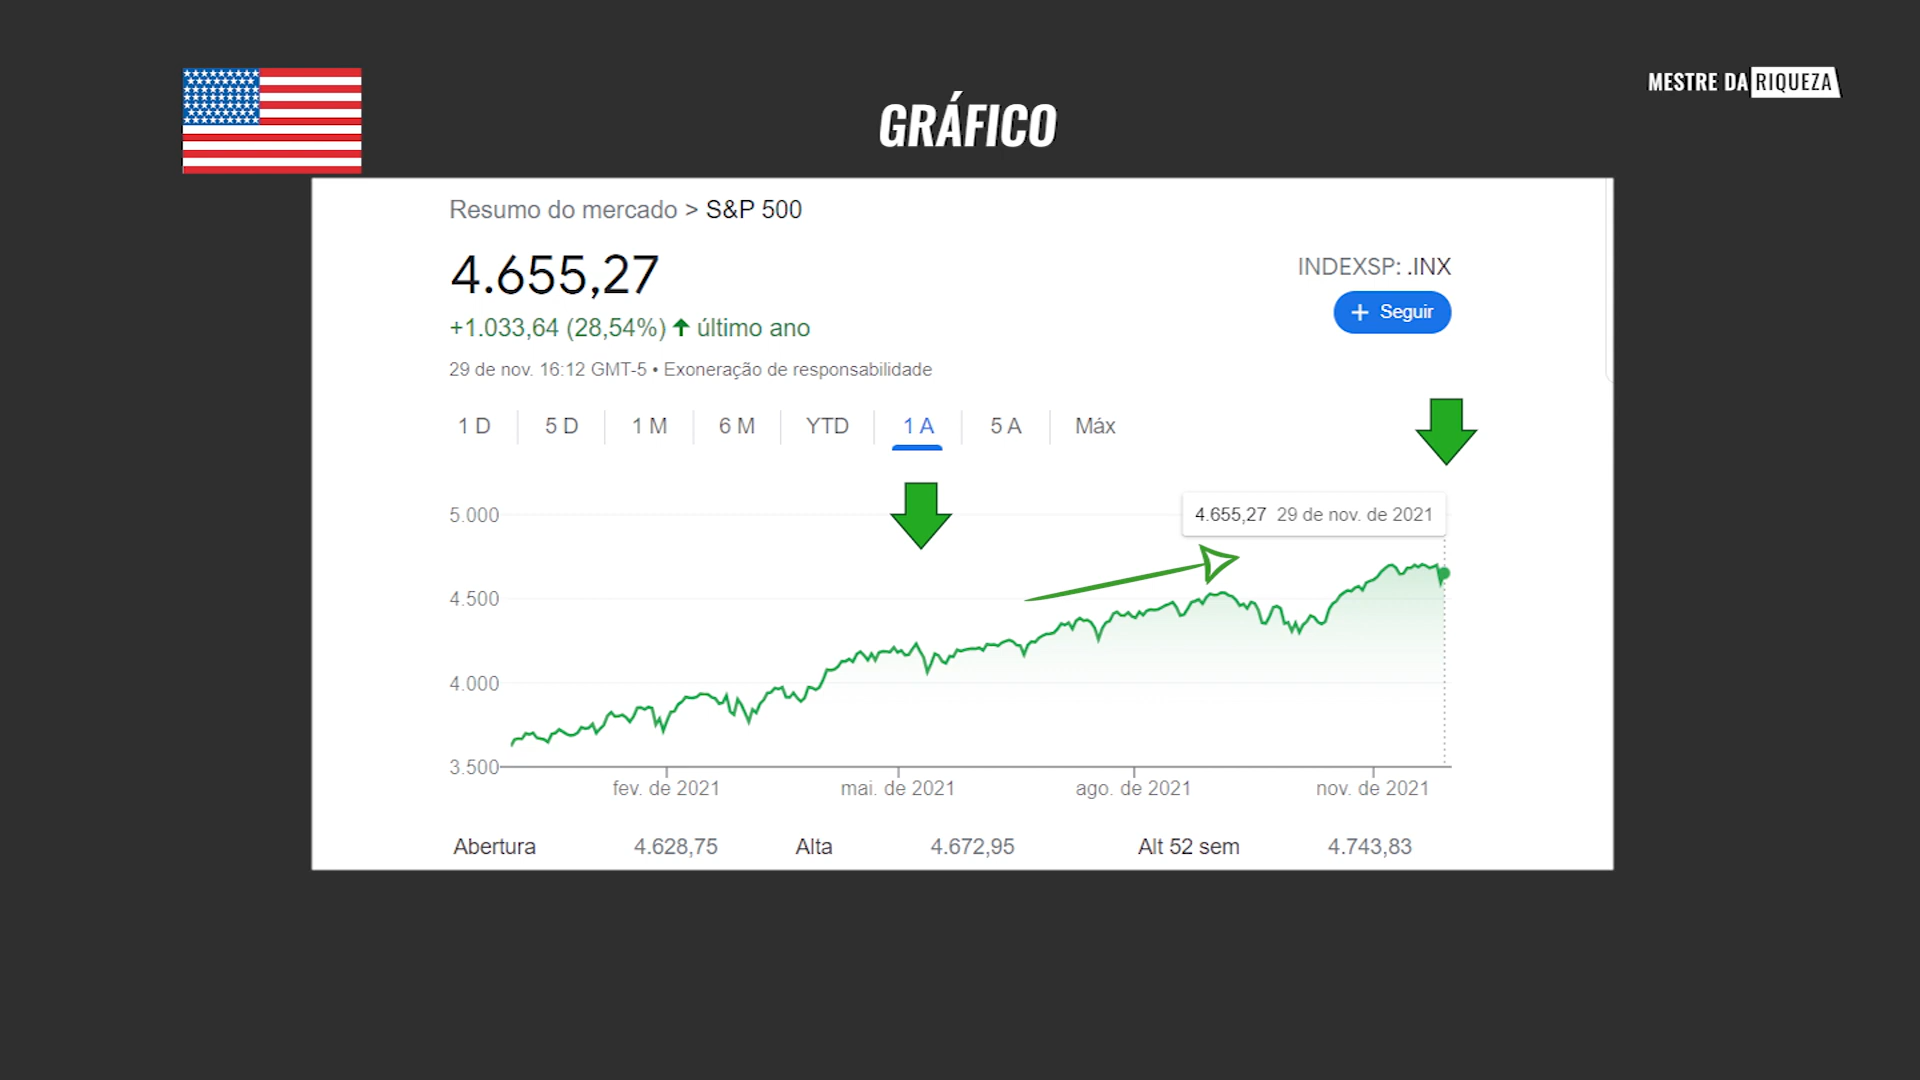 MESTRE DA RIQUEZA
GRÁFICO
Resumo do mercado > S&P 500
4.655,27
INDEXSP: .INX
+1.033,64 (28,54%) ↑ último ano
+ Seguir
29 de nov. 16:12 GMT-5 • Exoneração de responsabilidade
1 D 5 D 1 M 6 M YTD 1 A 5 A Máx
5.000
4.655,27 29 de nov. de 2021
4.500
4.000
3.500
fev. de 2021 mai. de 2021 ago. de 2021 nov. de 2021
Abertura 4.628,75 Alta 4.672,95 Alt 52 sem 4.743,83